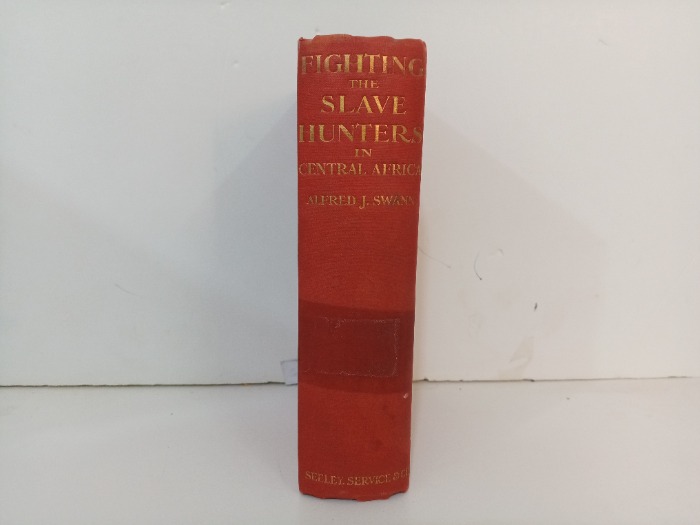 FIGHTING
THE
SLAVE
HUNTERS
IN
CENTRAL AFRICA
ALFRED J. SWANN
SEELEY, SERVICE & CO